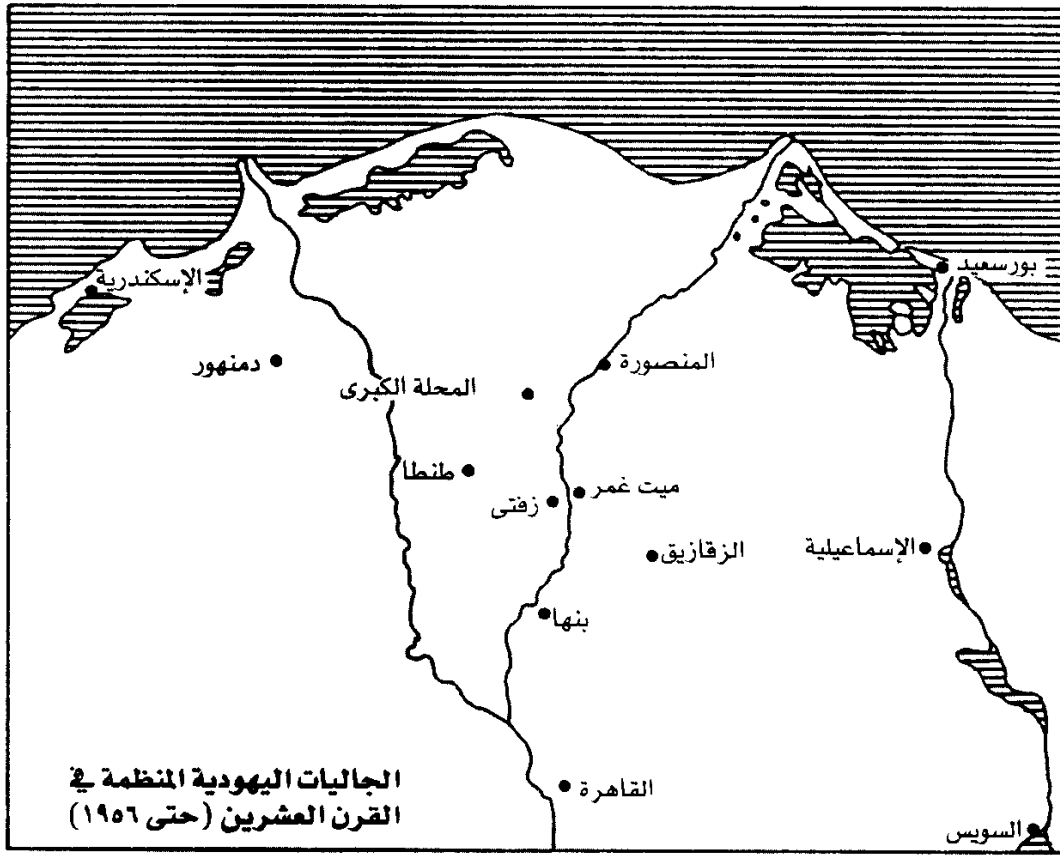 بورسعيد
الإسكندرية
دمنهور
المنصورة
المحلة الكبرى
طنطا
ميت غمر
زفتى
الزقازيق
الإسماعيلية
بنها
القاهرة
السويس
الجاليات اليهودية المنظمة في
القرن العشرين (حتى ١٩٥٦)